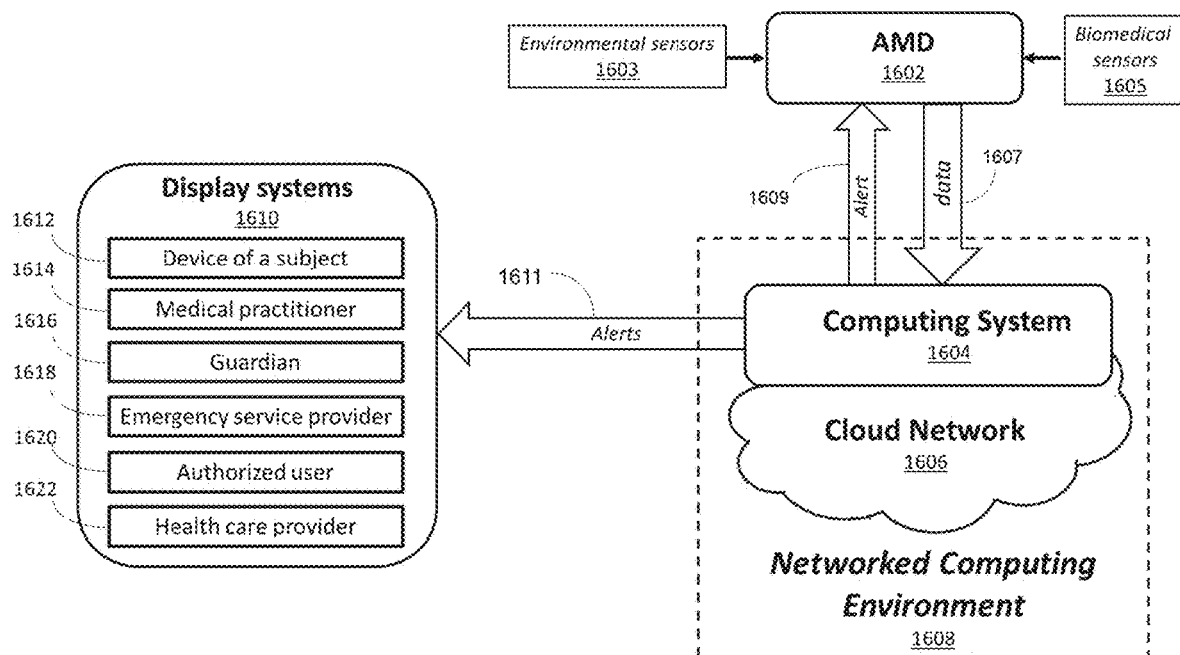 Environmental sensors
1603
AMD
1602
Biomedical
sensors
1605
1609
Alert
data
1607
Display systems
1610
1612
Device of a subject
1614
Medical practitioner
1616
Guardian
1618
Emergency service provider
1620
Authorized user
1622
Health care provider
1611
Alerts
Computing System
1604
Cloud Network
1606
Networked Computing
Environment
1608